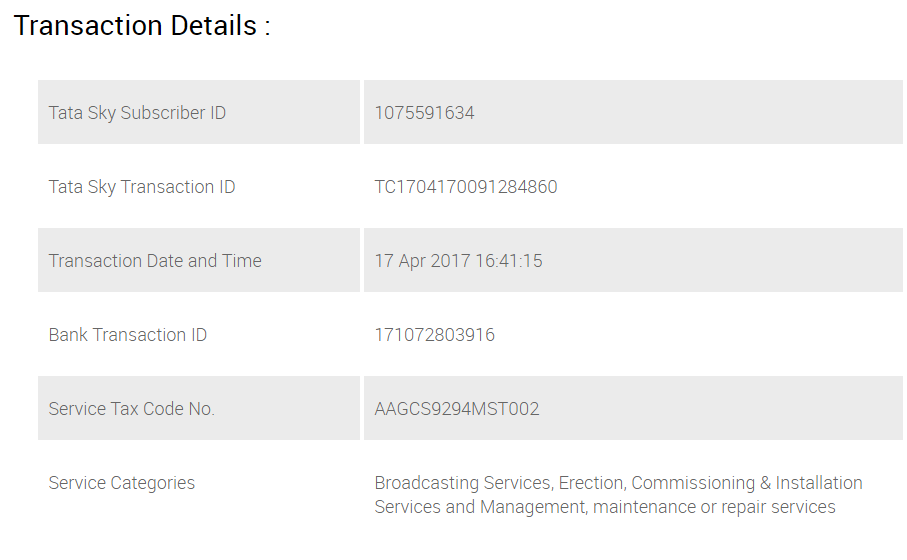 Transaction Details :
Tata Sky Subscriber ID 1075591634
Tata Sky Transaction ID TC1704170091284860
Transaction Date and Time 17 Apr 2017 16:41:15
Bank Transaction ID 171072803916
Service Tax Code No. AAGCS9294MST002
Service Categories Broadcasting Services, Erection, Commissioning & Installation
Services and Management, maintenance or repair services